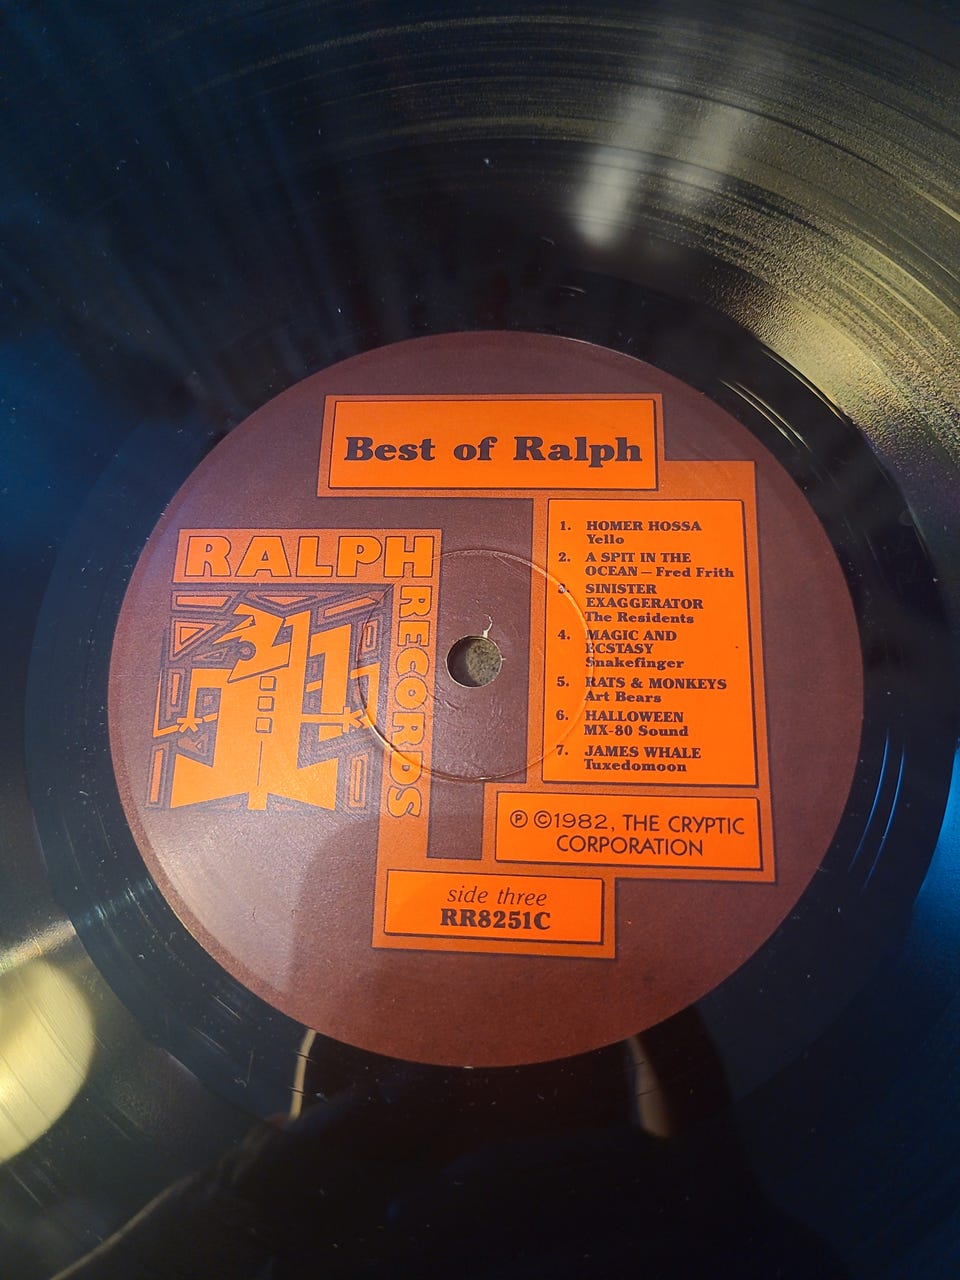 Best of Ralph
RALPH
RECORDS
1. HOMER HOSSA
Yello
2. A SPIT IN THE
OCEAN — Fred Frith
3. SINISTER
EXAGGERATOR
The Residents
4. MAGIC AND
ECSTASY
Snakefinger
5. RATS & MONKEYS
Art Bears
6. HALLOWEEN
MX-80 Sound
7. JAMES WHALE
Tuxedomoon
℗ ©1982, THE CRYPTIC
CORPORATION
side three
RR8251C